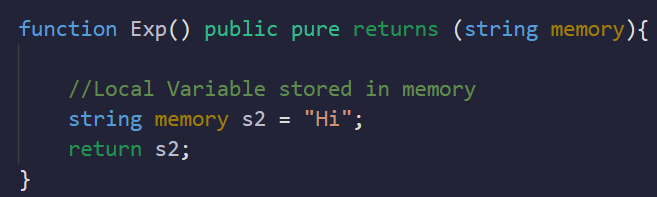 function Exp() public pure returns (string memory){
//Local Variable stored in memory
string memory s2 = "Hi";
return s2;
}